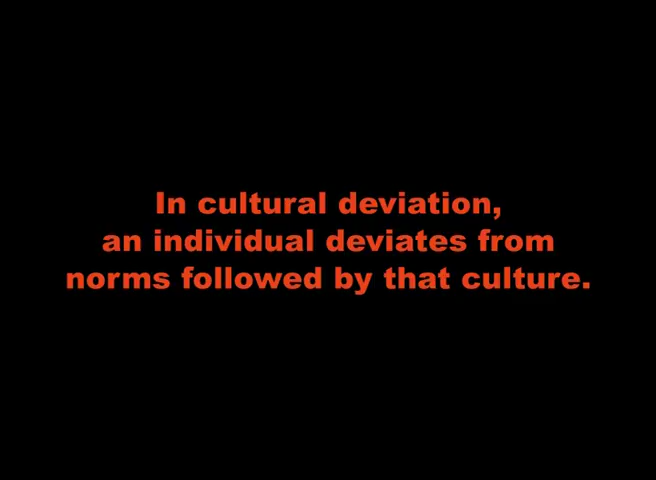 In cultural deviation,
an individual deviates from
norms followed by that culture.